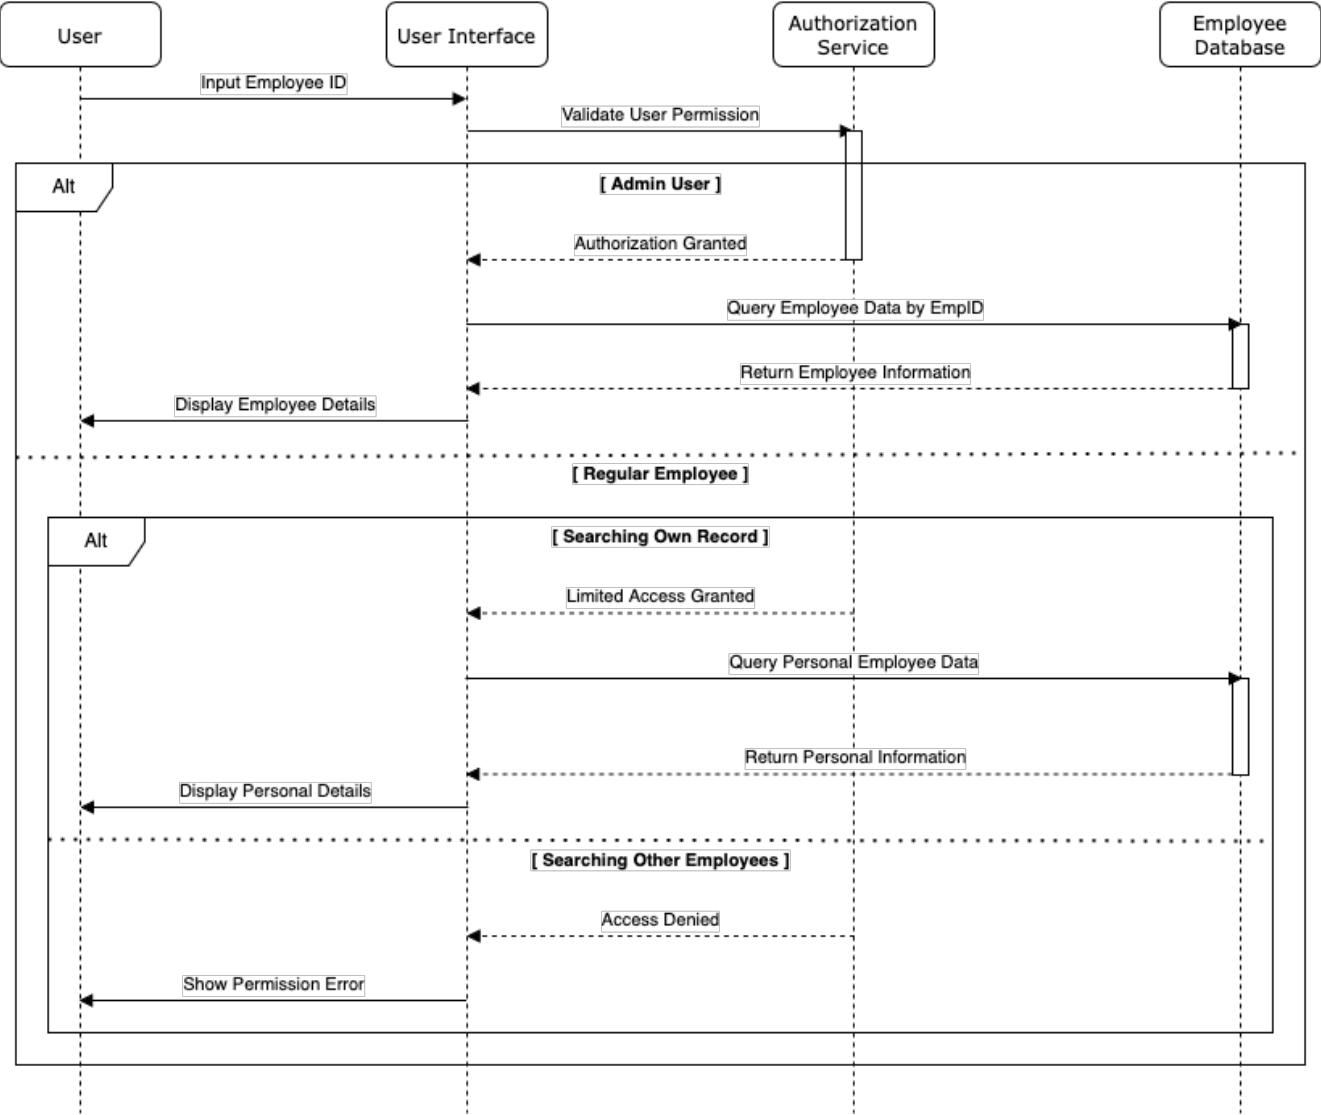 User
User Interface
Authorization
Service
Employee
Database
Input Employee ID
Validate User Permission
Alt
[ Admin User ]
Authorization Granted
Query Employee Data by EmpID
Return Employee Information
Display Employee Details
[ Regular Employee ]
Alt
[ Searching Own Record ]
Limited Access Granted
Query Personal Employee Data
Return Personal Information
Display Personal Details
[ Searching Other Employees ]
Access Denied
Show Permission Error